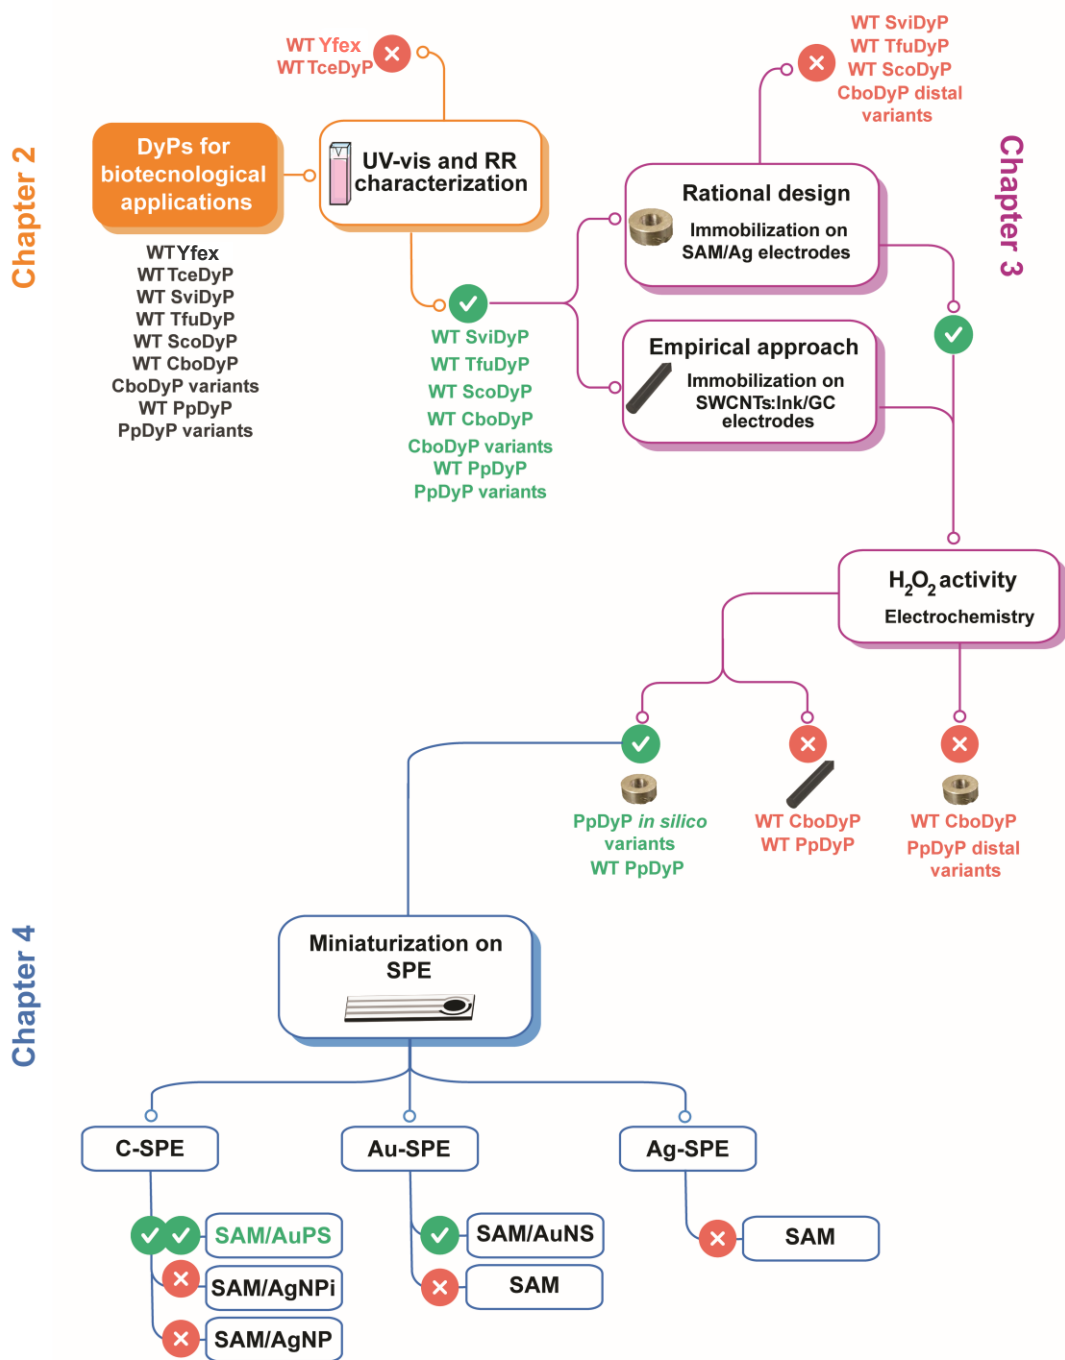 Chapter 2
DyPs for
biotecnological
applications
WT Yfex
WT TceDyP
WT SviDyP
WT TfuDyP
WT ScoDyP
WT CboDyP
CboDyP variants
WT PpDyP
PpDyP variants
WT Yfex
WT TceDyP
UV-vis and RR
characterization
WT SviDyP
WT TfuDyP
WT ScoDyP
WT CboDyP
CboDyP variants
WT PpDyP
PpDyP variants
Chapter 3
WT SviDyP
WT TfuDyP
WT ScoDyP
CboDyP distal
variants
Rational design
Immobilization on
SAM/Ag electrodes
Empirical approach
Immobilization on
SWCNTs:Ink/GC
electrodes
H₂O₂ activity
Electrochemistry
PpDyP in silico
variants
WT PpDyP
WT CboDyP
WT PpDyP
WT CboDyP
PpDyP distal
variants
Chapter 4
Miniaturization on
SPE
C-SPE
SAM/AuPS
SAM/AgNPi
SAM/AgNP
Au-SPE
SAM/AuNS
SAM
Ag-SPE
SAM